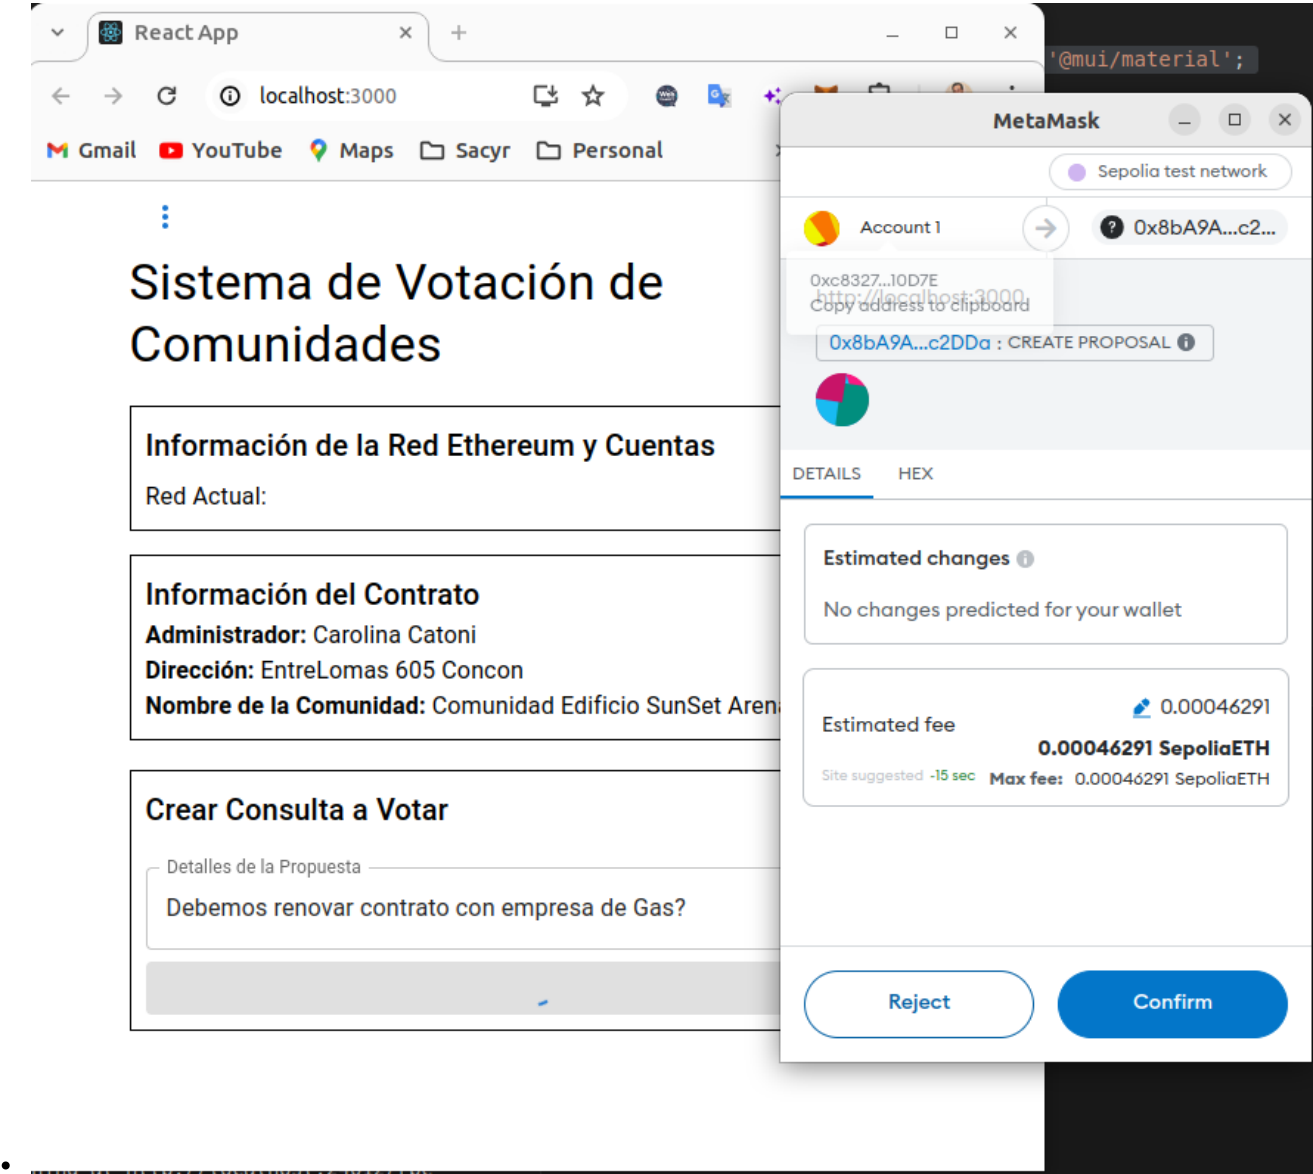 React App
'@mui/material';
localhost:3000
Gmail YouTube Maps Sacyr Personal
MetaMask
Sepolia test network
Account 1
0x8bA9A...c2...
0xc8327...10D7E
http://localhost:3000
Copy address to clipboard
0x8bA9A...c2DDa : CREATE PROPOSAL
DETAILS HEX
Estimated changes
No changes predicted for your wallet
Estimated fee
0.00046291
0.00046291 SepoliaETH
Site suggested ~15 sec Max fee: 0.00046291 SepoliaETH
Reject Confirm
Sistema de Votación de
Comunidades
Información de la Red Ethereum y Cuentas
Red Actual:
Información del Contrato
Administrador: Carolina Catoni
Dirección: EntreLomas 605 Concon
Nombre de la Comunidad: Comunidad Edificio SunSet Arena
Crear Consulta a Votar
Detalles de la Propuesta
Debemos renovar contrato con empresa de Gas?